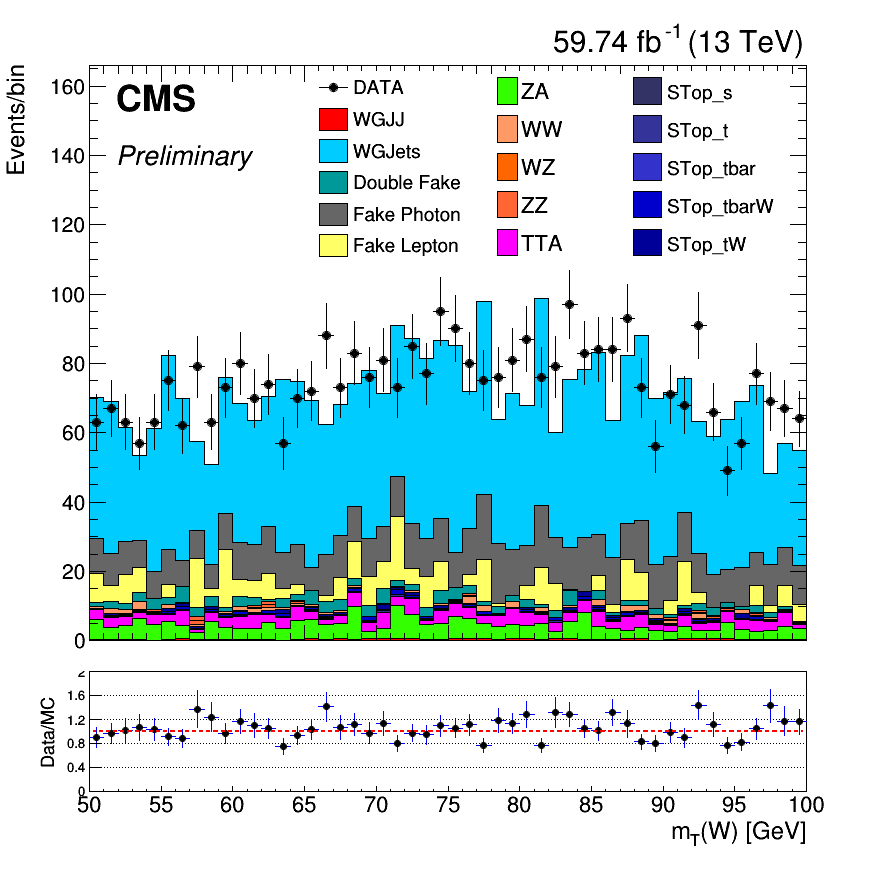 59.74 fb⁻¹ (13 TeV)
Events/bin
160
140
120
100
80
60
40
20
0
CMS
Preliminary
DATA
WGJJ
WGJets
Double Fake
Fake Photon
Fake Lepton
ZA
WW
WZ
ZZ
TTA
STop_s
STop_t
STop_tbar
STop_tbarW
STop_tW
Data/MC
2
1.6
1.2
0.8
0.4
0
50 55 60 65 70 75 80 85 90 95 100
m_T(W) [GeV]